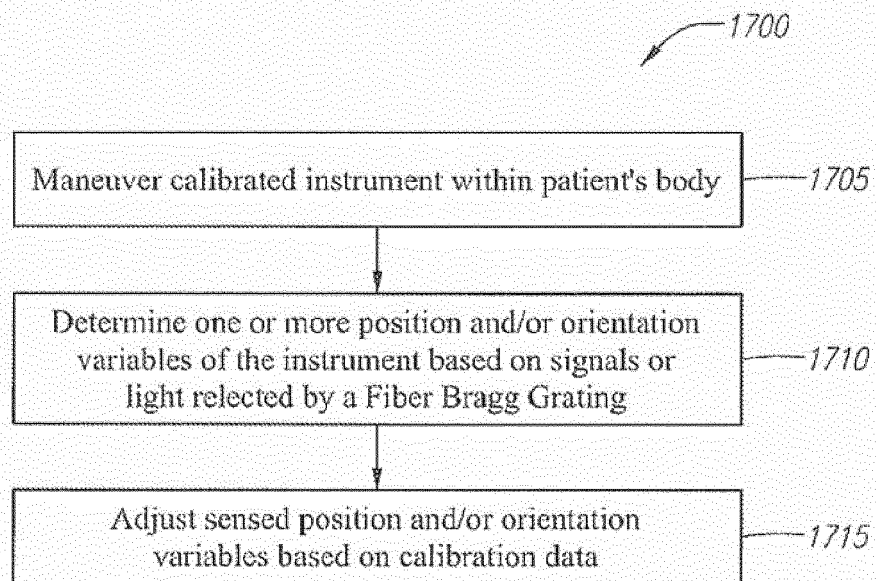 1700
Maneuver calibrated instrument within patient's body
1705
Determine one or more position and/or orientation
variables of the instrument based on signals or
light relected by a Fiber Bragg Grating
1710
Adjust sensed position and/or orientation
variables based on calibration data
1715